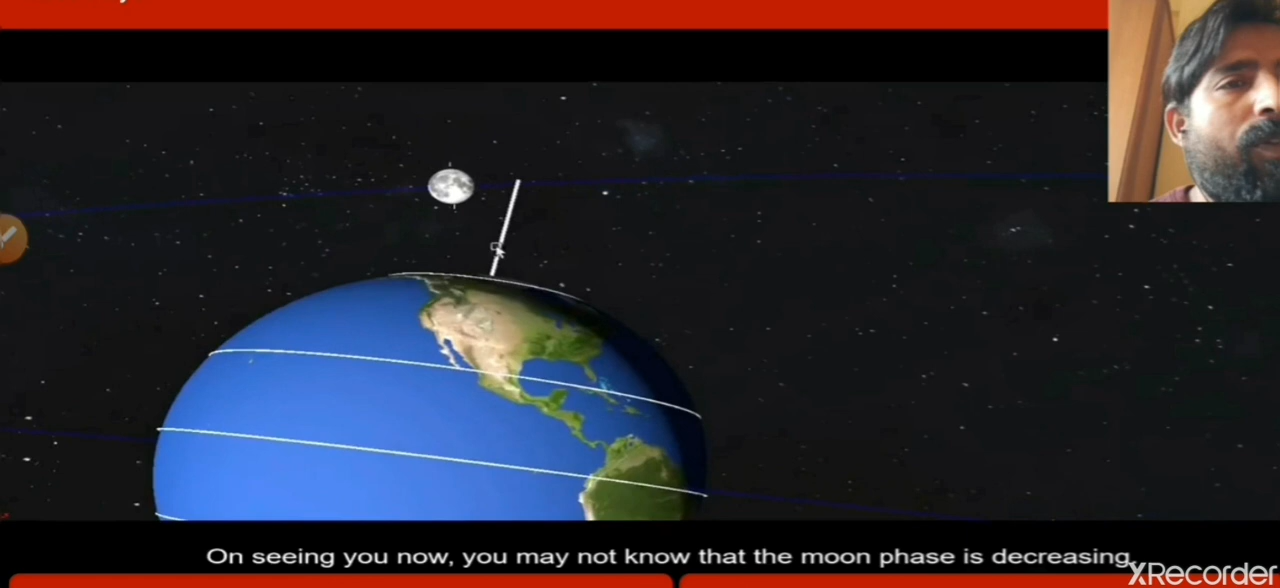 On seeing you now, you may not know that the moon phase is decreasing.
XRecorder